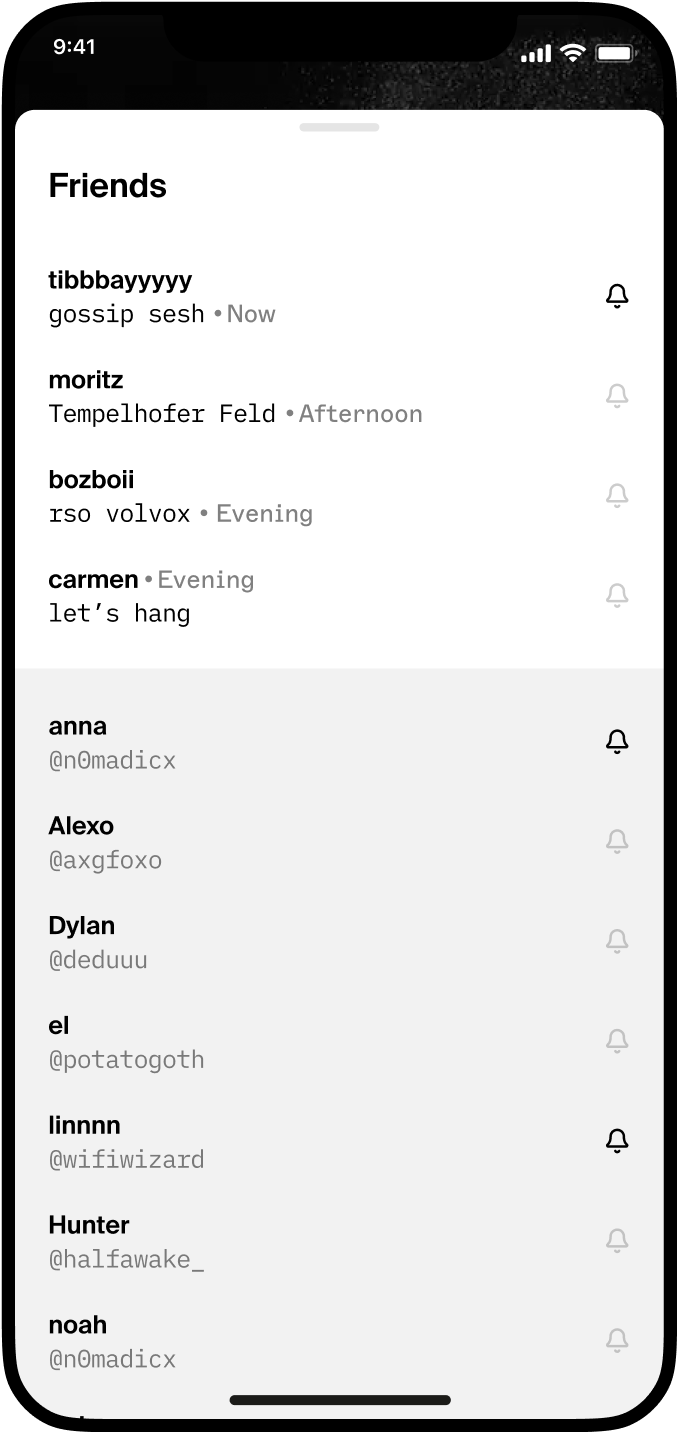 9:41
Friends
tibbbayyyyy
gossip sesh • Now
moritz
Tempelhofer Feld • Afternoon
bozboii
rso volvox • Evening
carmen • Evening
let’s hang
anna
@n0madicx
Alexo
@axgfoxo
Dylan
@deduuu
el
@potatogoth
linnnn
@wifiwizard
Hunter
@halfawake_
noah
@n0madicx